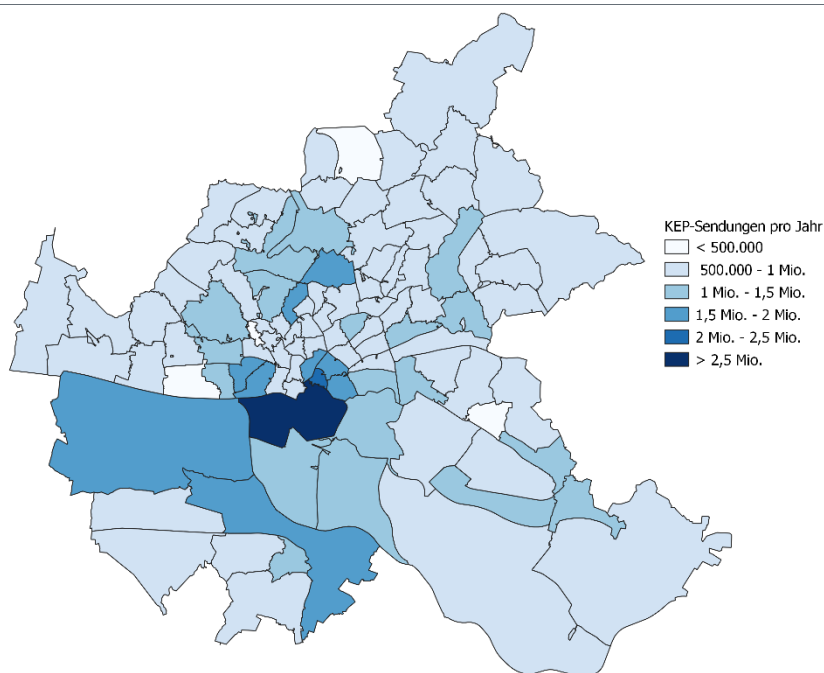 KEP-Sendungen pro Jahr
< 500.000
500.000 - 1 Mio.
1 Mio. - 1,5 Mio.
1,5 Mio. - 2 Mio.
2 Mio. - 2,5 Mio.
> 2,5 Mio.